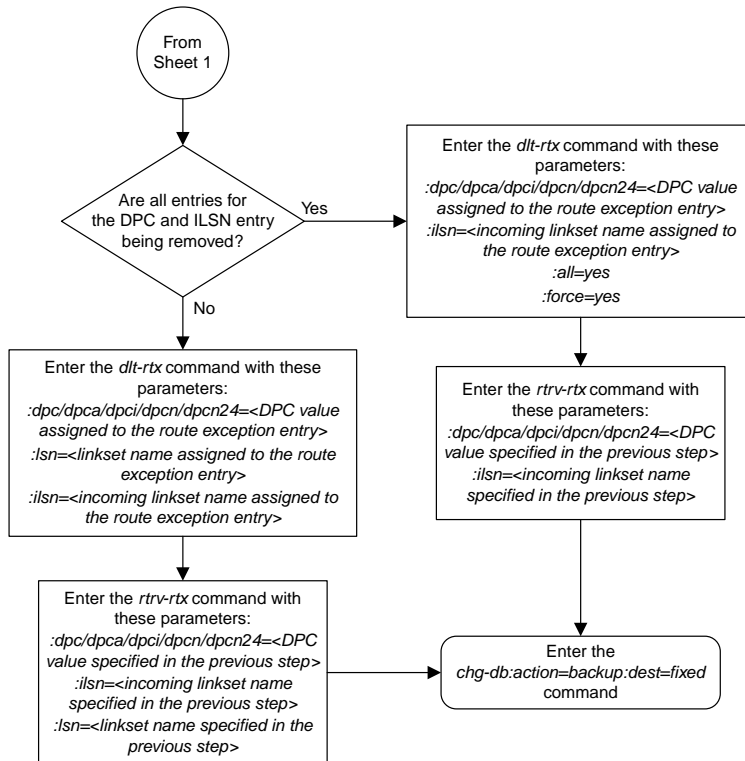 From
Sheet 1
Are all entries for
the DPC and ILSN entry
being removed?
Yes
No
Enter the dlt-rtx command with these
parameters:
:dpc/dpca/dpci/dpcn/dpcn24=<DPC value
assigned to the route exception entry>
:ilsn=<incoming linkset name assigned to
the route exception entry>
:all=yes
:force=yes
Enter the dlt-rtx command with these
parameters:
:dpc/dpca/dpci/dpcn/dpcn24=<DPC value
assigned to the route exception entry>
:lsn=<linkset name assigned to the route
exception entry>
:ilsn=<incoming linkset name assigned to
the route exception entry>
Enter the rtrv-rtx command with
these parameters:
:dpc/dpca/dpci/dpcn/dpcn24=<DPC
value specified in the previous step>
:ilsn=<incoming linkset name
specified in the previous step>
Enter the rtrv-rtx command with
these parameters:
:dpc/dpca/dpci/dpcn/dpcn24=<DPC
value specified in the previous step>
:ilsn=<incoming linkset name
specified in the previous step>
:lsn=<linkset name specified in the
previous step>
Enter the
chg-db:action=backup:dest=fixed
command